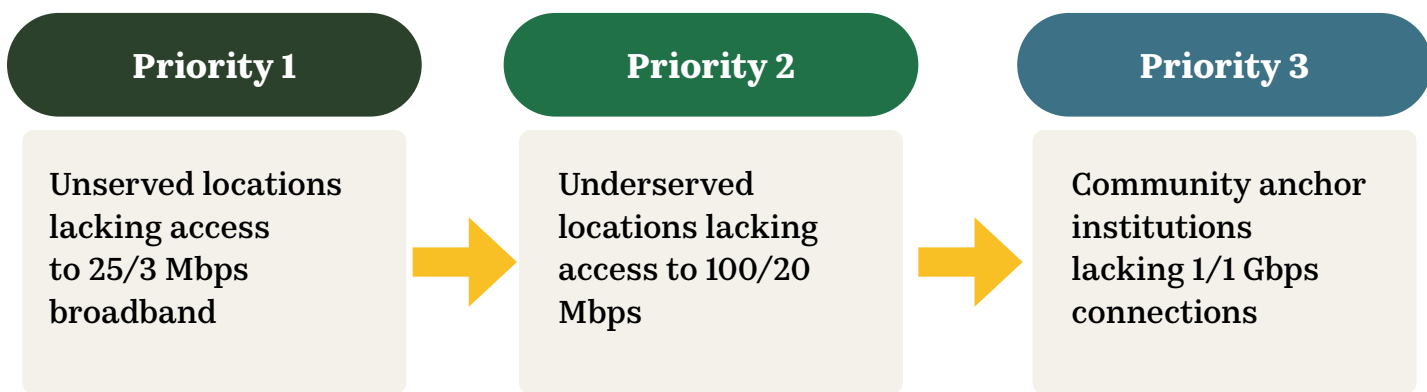 Priority 1
Unserved locations
lacking access
to 25/3 Mbps
broadband
Priority 2
Underserved
locations lacking
access to 100/20
Mbps
Priority 3
Community anchor
institutions
lacking 1/1 Gbps
connections